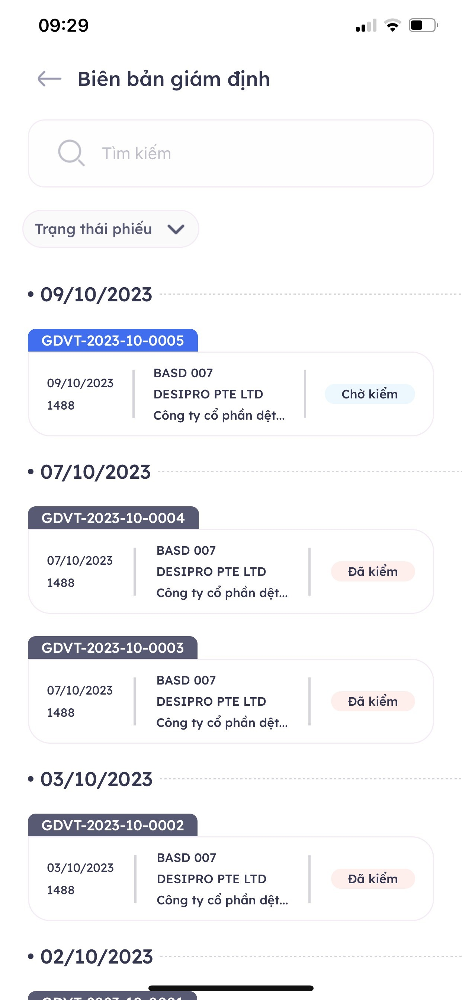 09:29
Biên bản giám định
Tìm kiếm
Trạng thái phiếu
• 09/10/2023
GDVT-2023-10-0005
09/10/2023
1488
BASD 007
DESIPRO PTE LTD
Công ty cổ phần dệt...
Chờ kiểm
• 07/10/2023
GDVT-2023-10-0004
07/10/2023
1488
BASD 007
DESIPRO PTE LTD
Công ty cổ phần dệt...
Đã kiểm
GDVT-2023-10-0003
07/10/2023
1488
BASD 007
DESIPRO PTE LTD
Công ty cổ phần dệt...
Đã kiểm
• 03/10/2023
GDVT-2023-10-0002
03/10/2023
1488
BASD 007
DESIPRO PTE LTD
Công ty cổ phần dệt...
Đã kiểm
• 02/10/2023